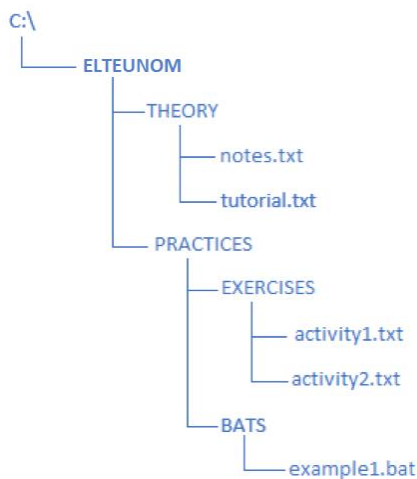 C:\
ELTEUNOM
THEORY
notes.txt
tutorial.txt
PRACTICES
EXERCISES
activity1.txt
activity2.txt
BATS
example1.bat